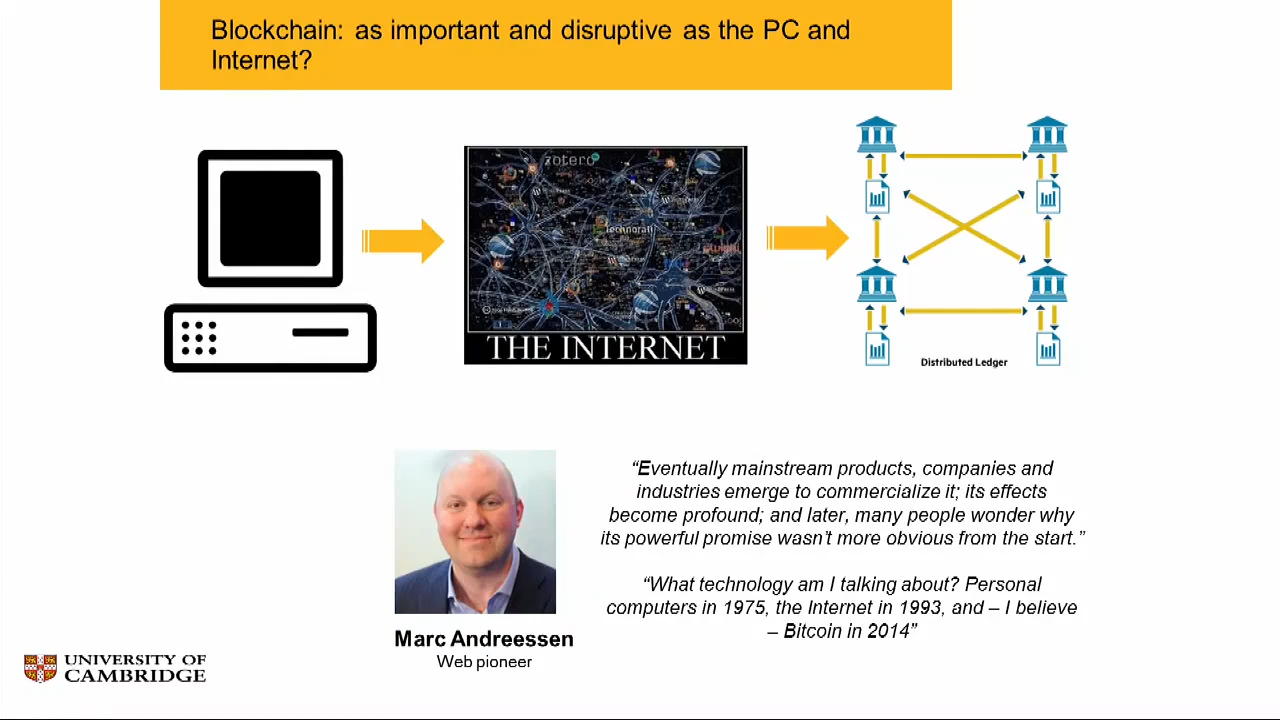 Blockchain: as important and disruptive as the PC and
Internet?
zotero
Technorati
THE INTERNET
Distributed Ledger
“Eventually mainstream products, companies and
industries emerge to commercialize it; its effects
become profound; and later, many people wonder why
its powerful promise wasn’t more obvious from the start.”
“What technology am I talking about? Personal
computers in 1975, the Internet in 1993, and – I believe
– Bitcoin in 2014”
Marc Andreessen
Web pioneer
UNIVERSITY OF
CAMBRIDGE